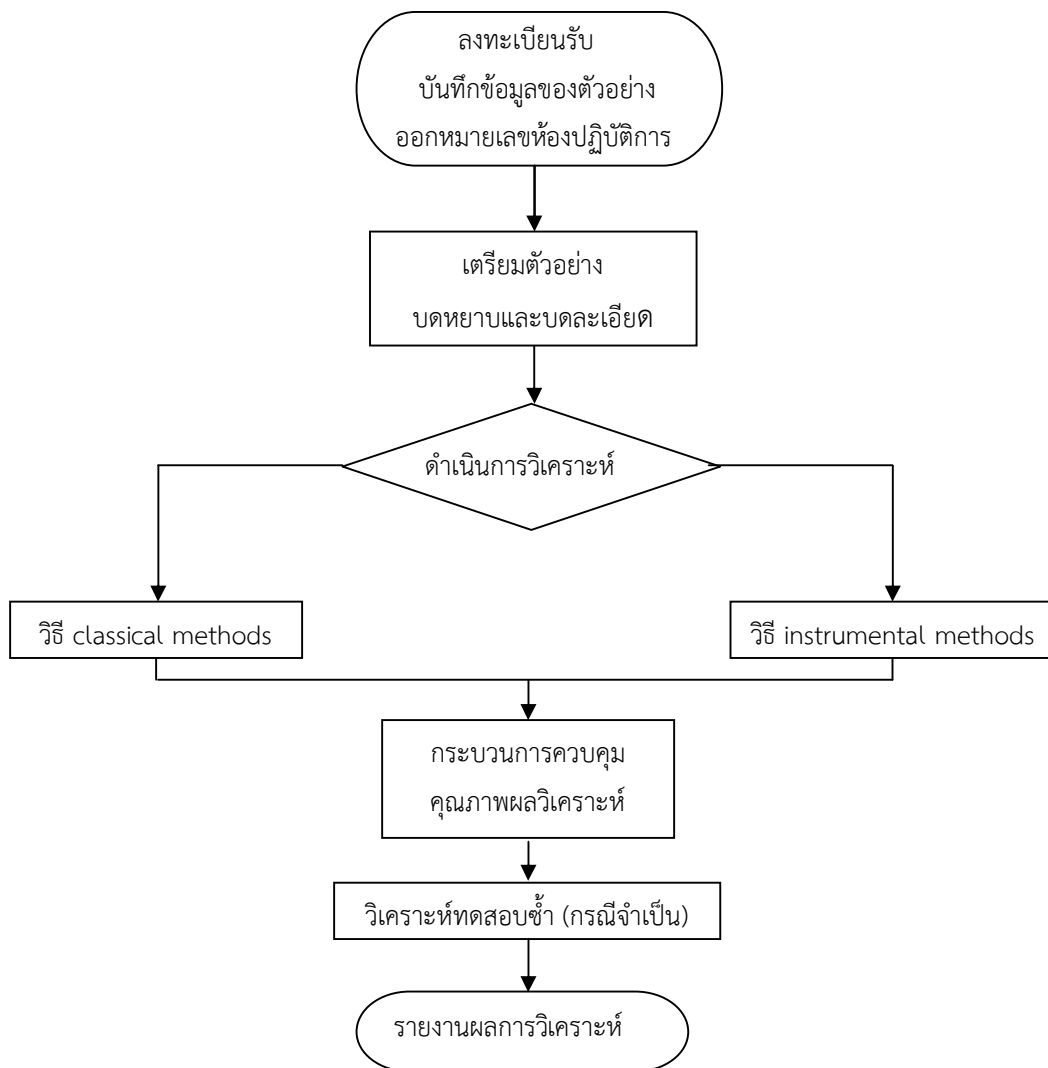 ลงทะเบียนรับ
บันทึกข้อมูลของตัวอย่าง
ออกหมายเลขห้องปฏิบัติการ
เตรียมตัวอย่าง
บดหยาบและบดละเอียด
ดำเนินการวิเคราะห์
วิธี classical methods
วิธี instrumental methods
กระบวนการควบคุม
คุณภาพผลวิเคราะห์
วิเคราะห์ทดสอบซ้ำ (กรณีจำเป็น)
รายงานผลการวิเคราะห์